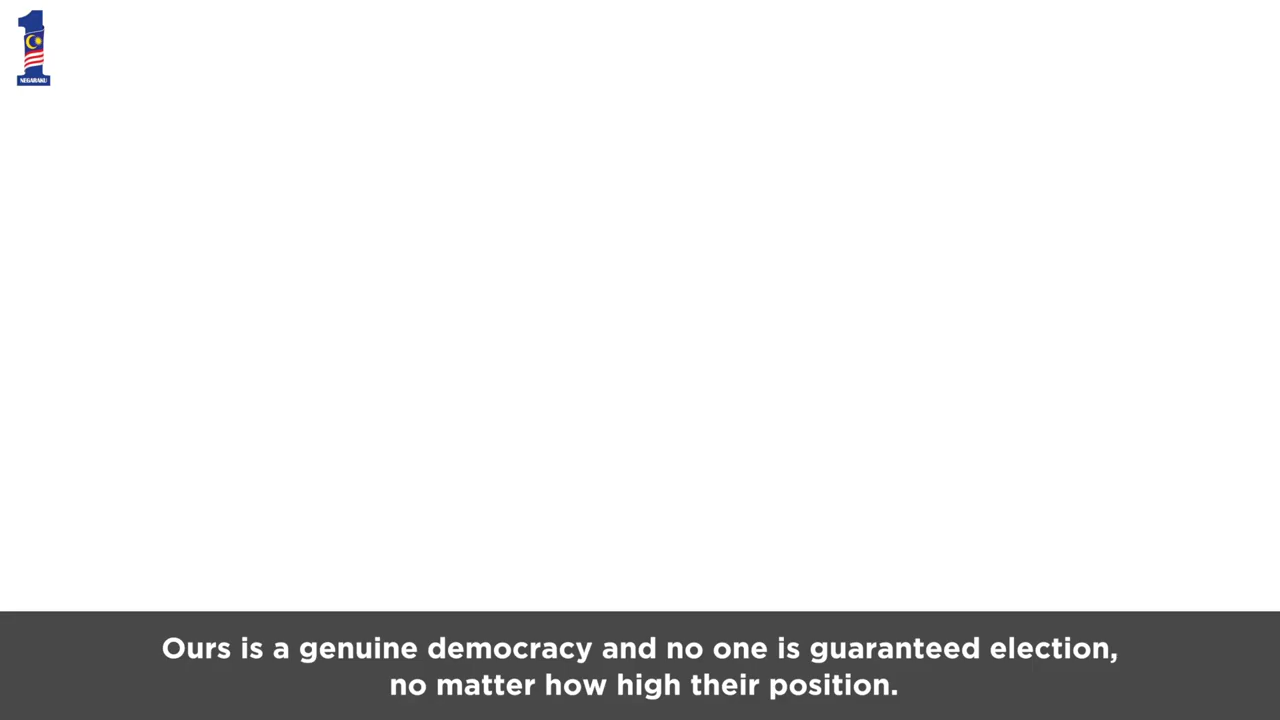 NEGARAKU
Ours is a genuine democracy and no one is guaranteed election,
no matter how high their position.